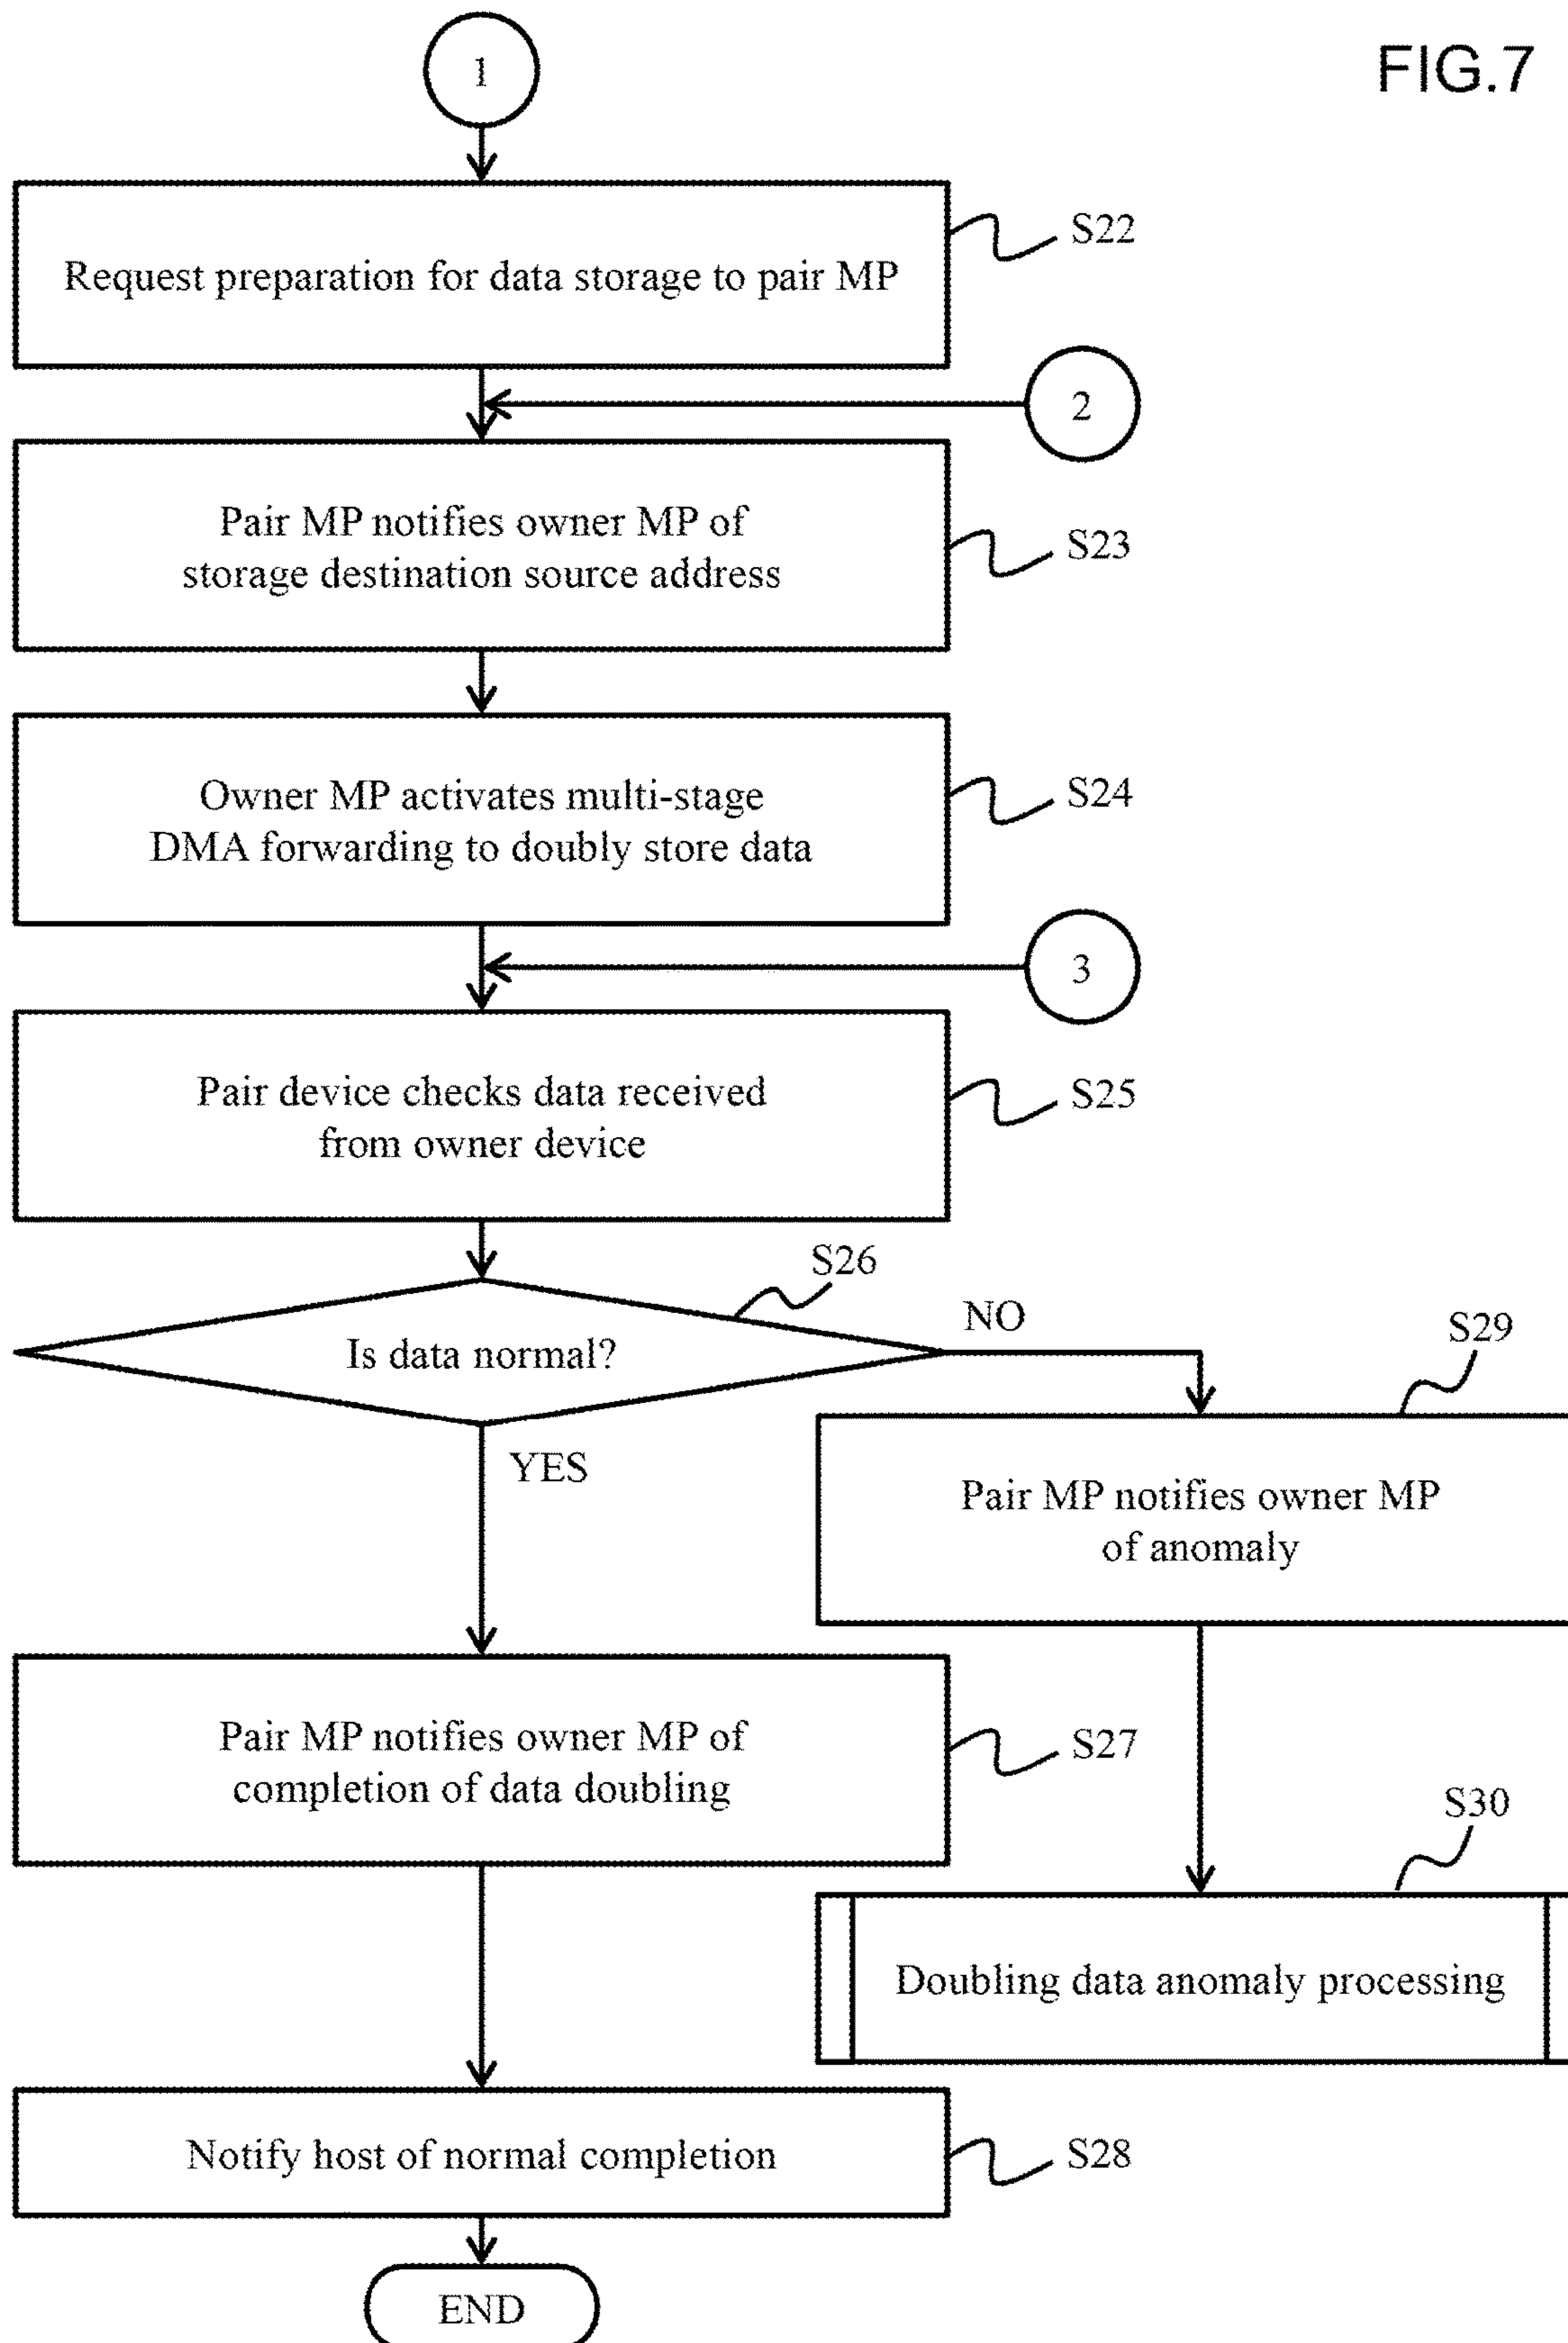 FIG.7
1
Request preparation for data storage to pair MP
S22
2
Pair MP notifies owner MP of
storage destination source address
S23
Owner MP activates multi-stage
DMA forwarding to doubly store data
S24
3
Pair device checks data received
from owner device
S25
S26
Is data normal?
NO
YES
S29
Pair MP notifies owner MP
of anomaly
Pair MP notifies owner MP of
completion of data doubling
S27
S30
Doubling data anomaly processing
Notify host of normal completion
S28
END